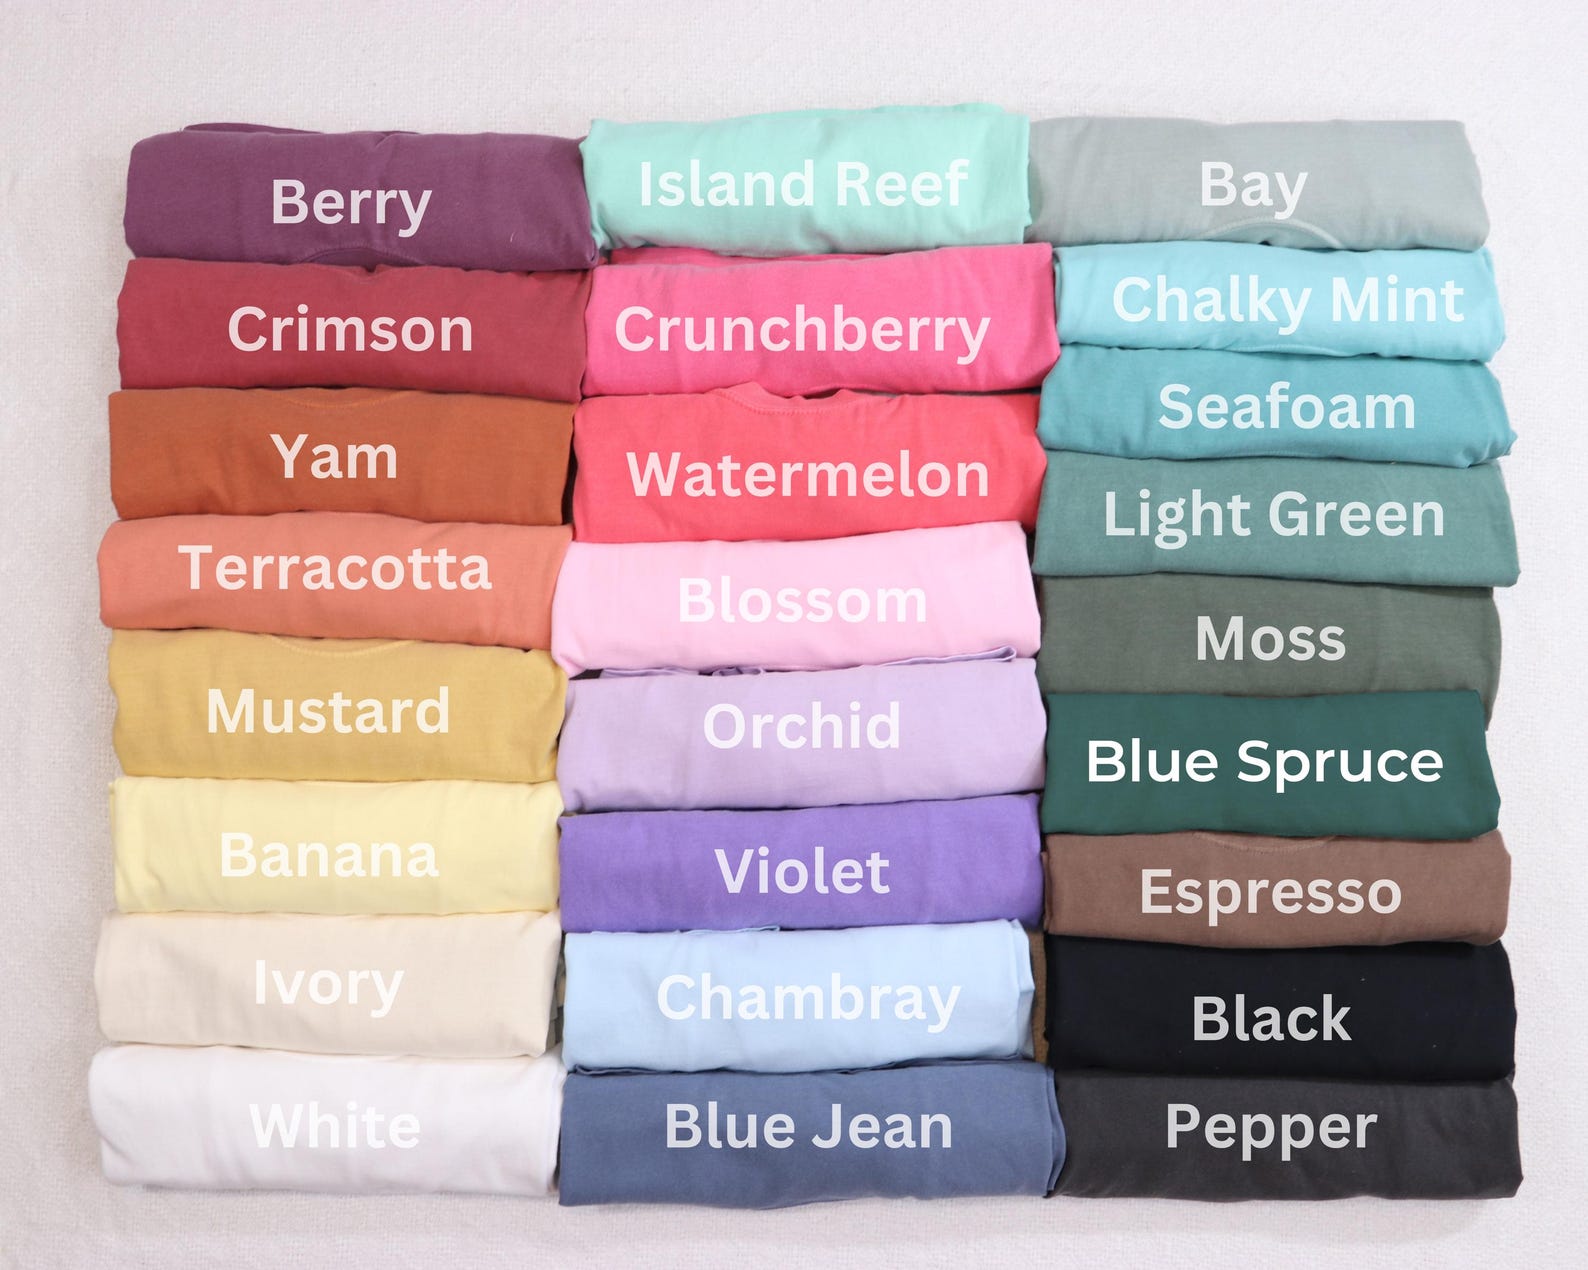 Berry
Crimson
Yam
Terracotta
Mustard
Banana
Ivory
White
Island Reef
Crunchberry
Watermelon
Blossom
Orchid
Violet
Chambray
Blue Jean
Bay
Chalky Mint
Seafoam
Light Green
Moss
Blue Spruce
Espresso
Black
Pepper